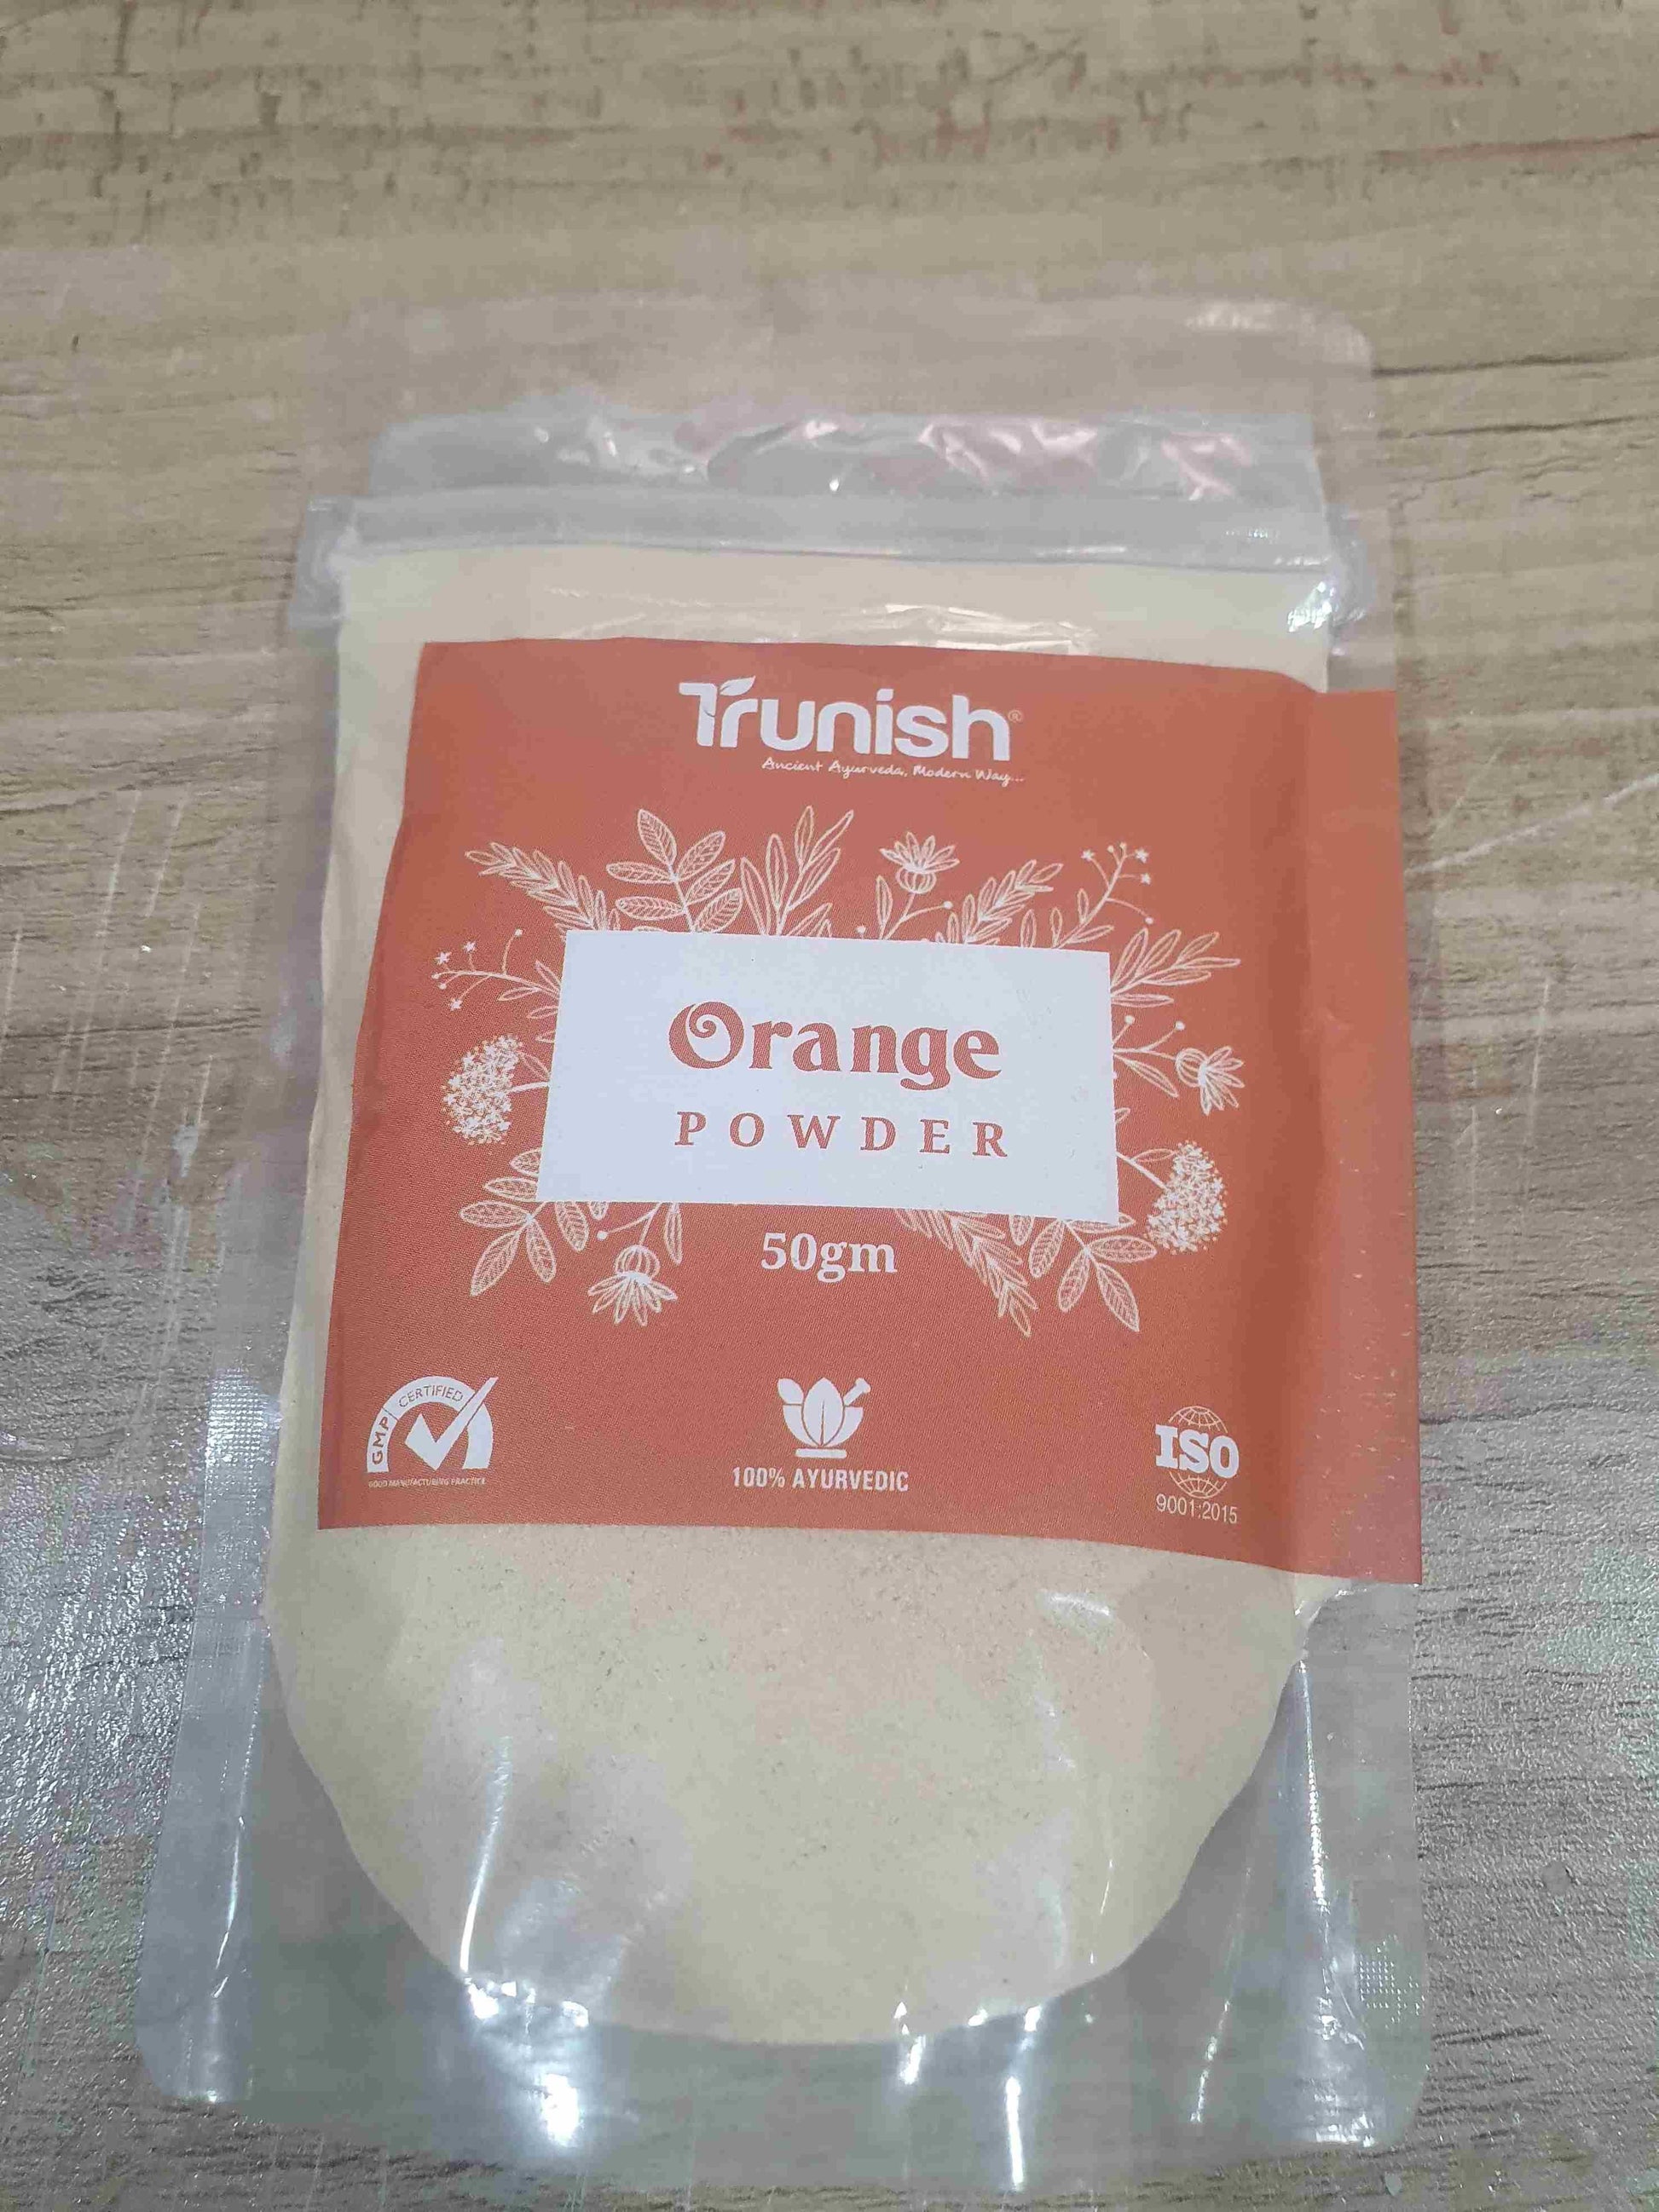 Trunish®
Ancient Ayurveda, Modern Way...
Orange
POWDER
50gm
GMP CERTIFIED
GOOD MANUFACTURING PRACTICE
100% AYURVEDIC
ISO
9001:2015